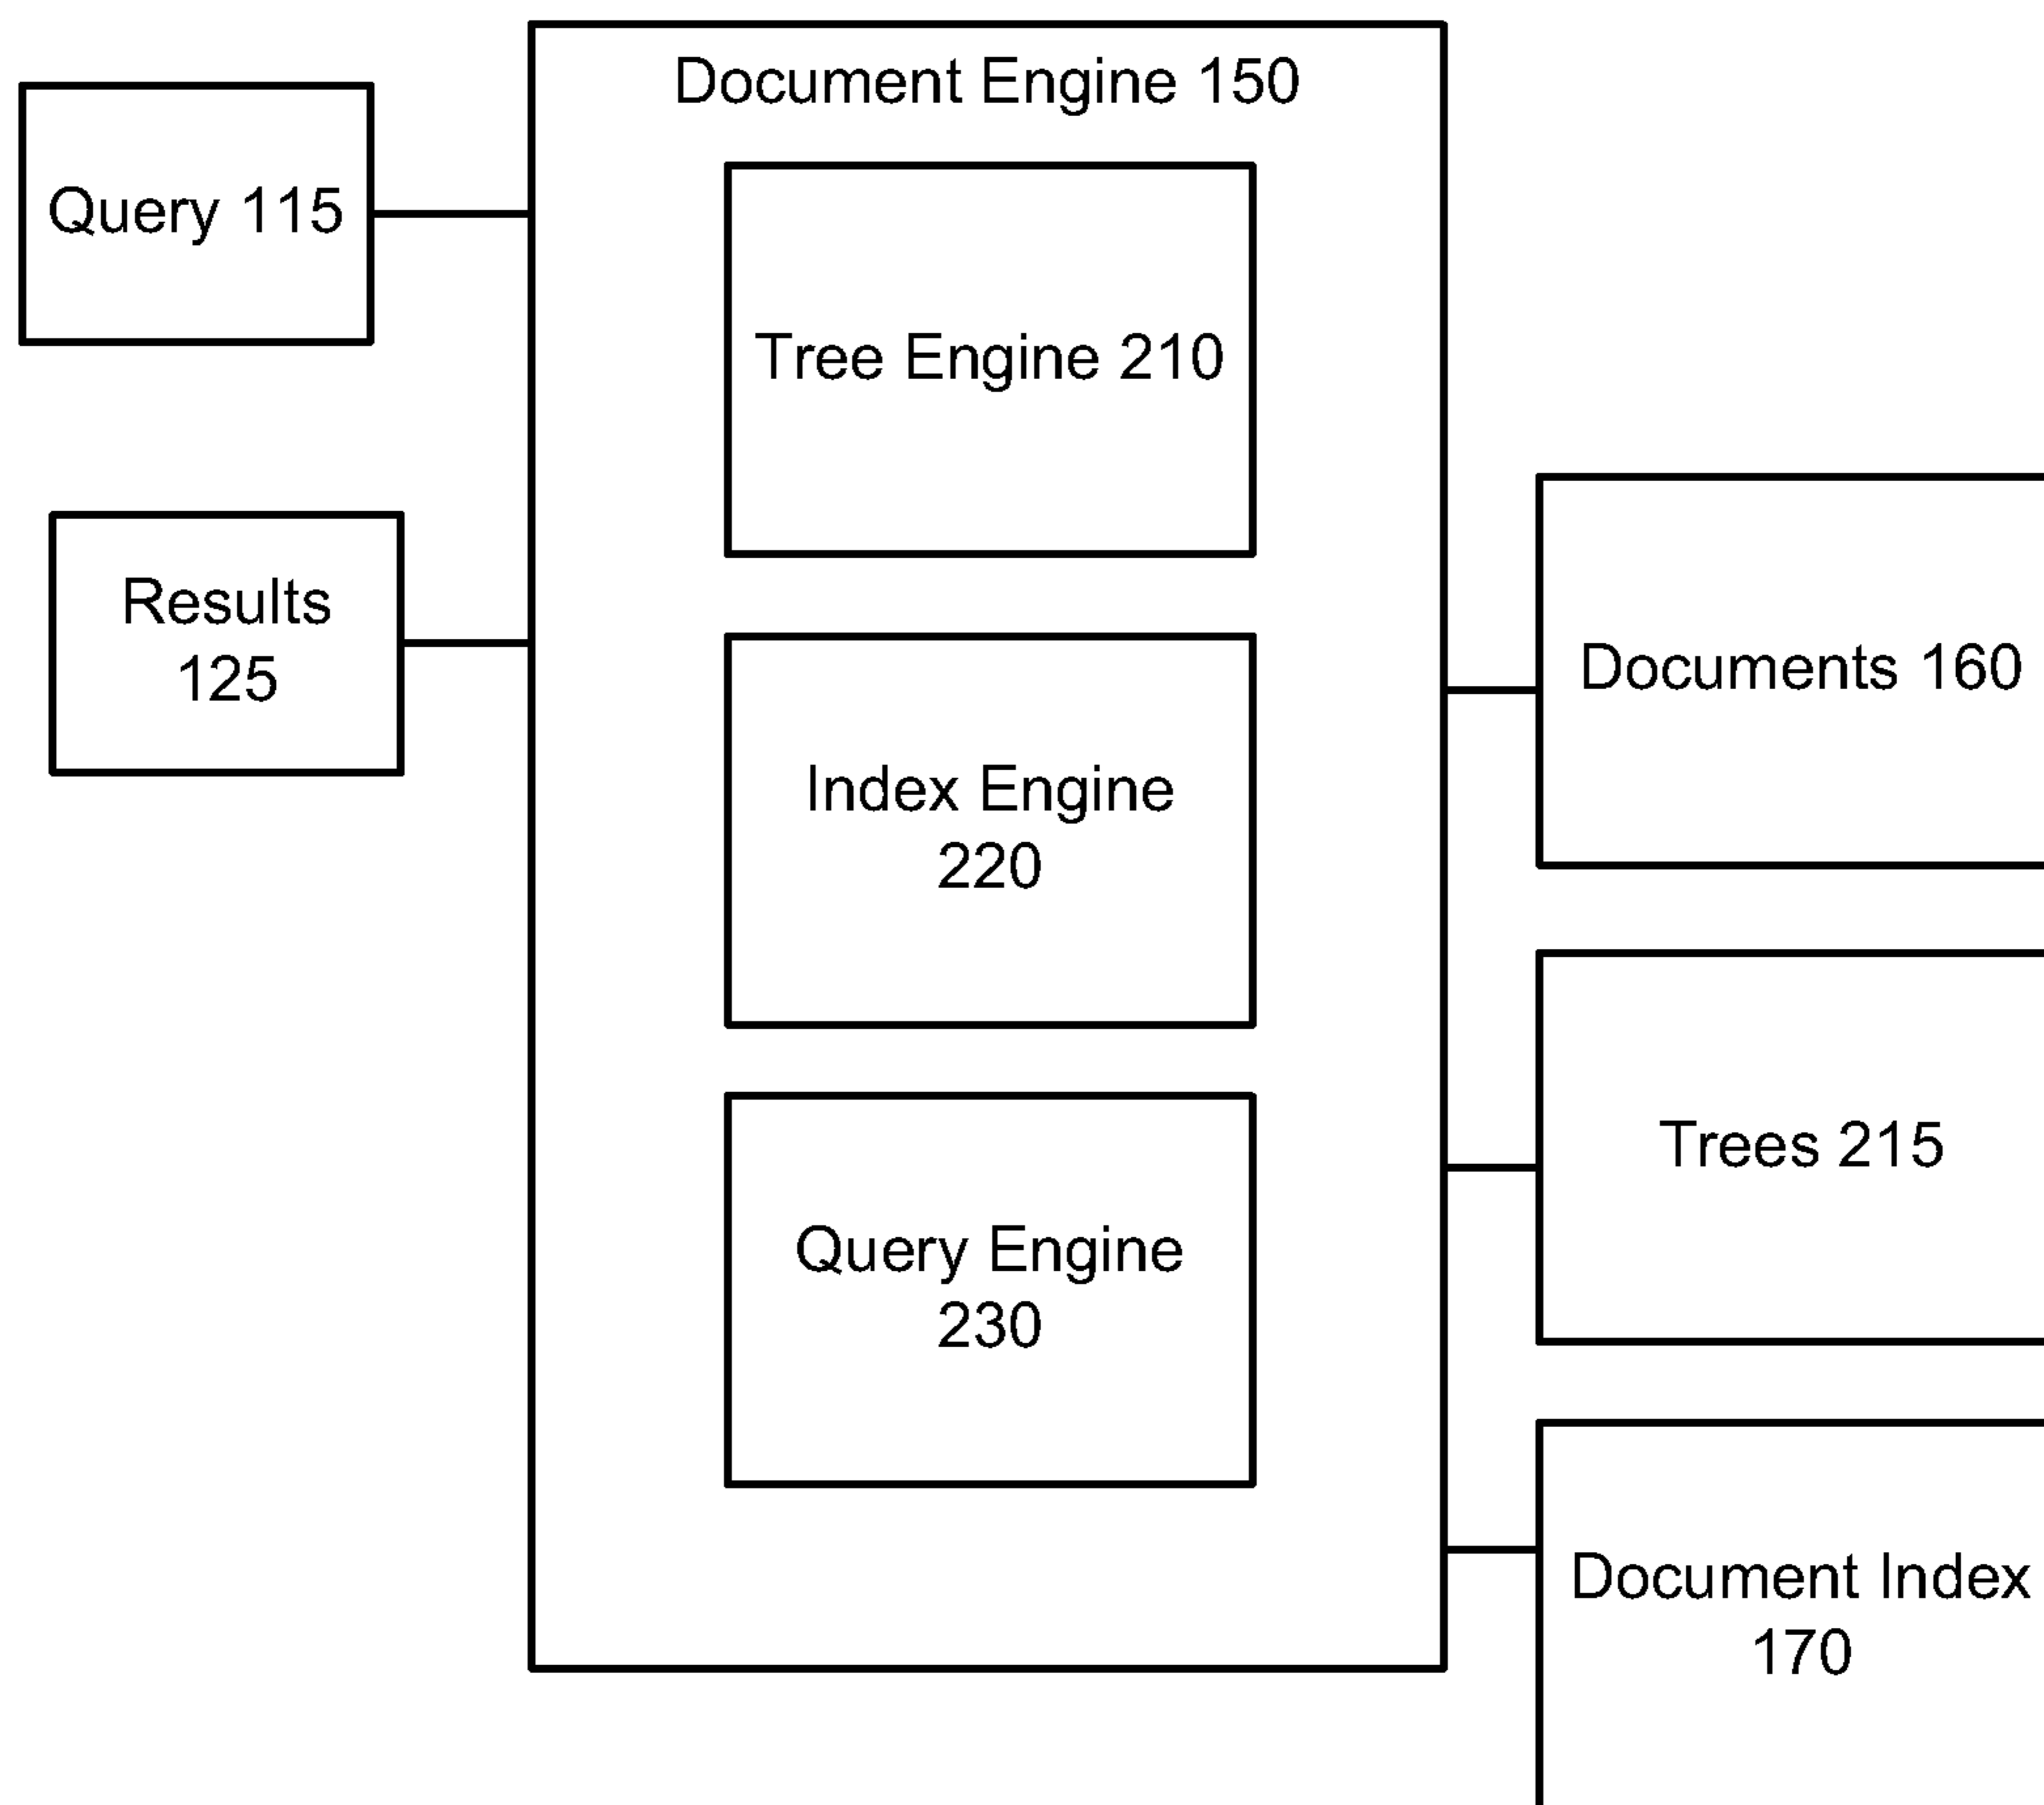 Document Engine 150
Query 115
Tree Engine 210
Results
125
Documents 160
Index Engine
220
Trees 215
Query Engine
230
Document Index
170